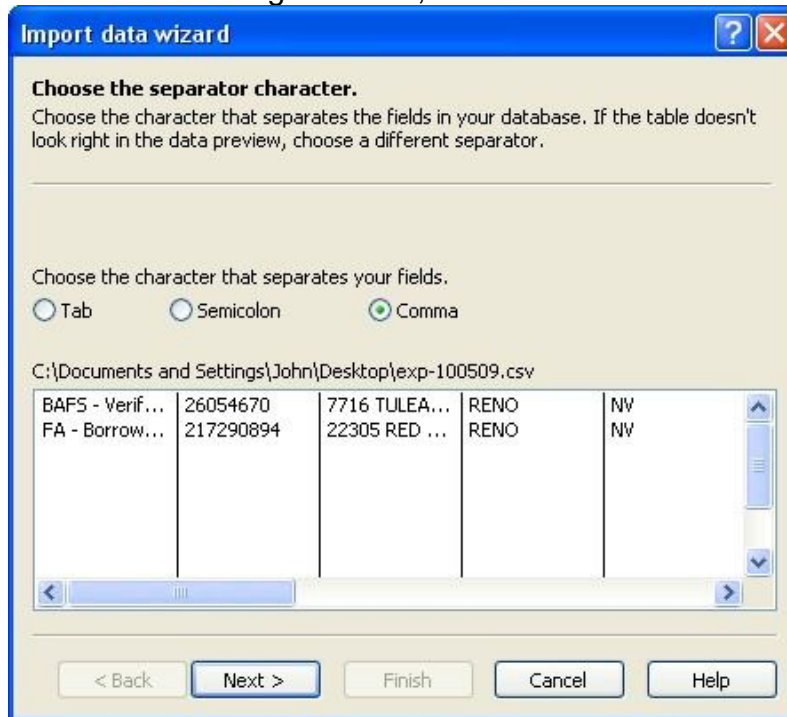 Import data wizard
Choose the separator character.
Choose the character that separates the fields in your database. If the table doesn't
look right in the data preview, choose a different separator.
Choose the character that separates your fields.
Tab Semicolon Comma
C:\Documents and Settings\John\Desktop\exp-100509.csv
BAFS - Verif... 26054670 7716 TULEA... RENO NV
FA - Borrow... 217290894 22305 RED ... RENO NV
< Back Next > Finish Cancel Help